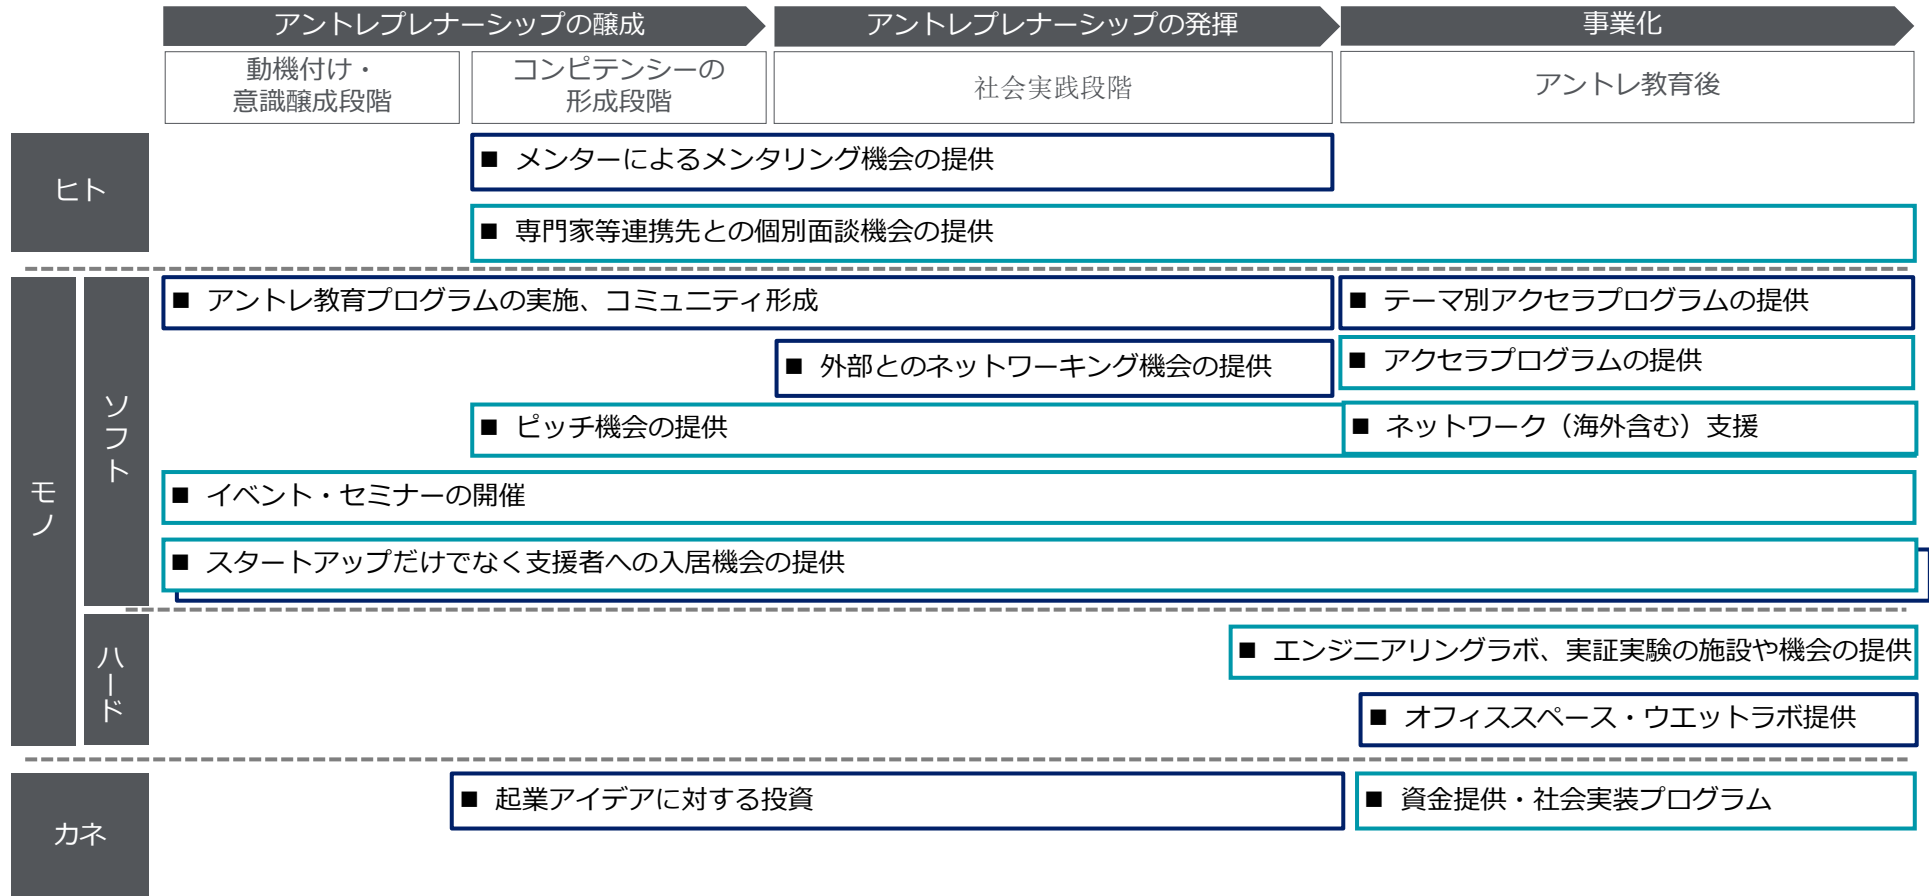 アントレプレナーシップの醸成
アントレプレナーシップの発揮
事業化
動機付け・
意識醸成段階
コンピテンシーの
形成段階
社会実践段階
アントレ教育後
ヒト
■ メンターによるメンタリング機会の提供
■ 専門家等連携先との個別面談機会の提供
モノ
ソフト
■ アントレ教育プログラムの実施、コミュニティ形成
■ テーマ別アクセラプログラムの提供
■ 外部とのネットワーキング機会の提供
■ アクセラプログラムの提供
■ ピッチ機会の提供
■ ネットワーク（海外含む）支援
■ イベント・セミナーの開催
■ スタートアップだけでなく支援者への入居機会の提供
ハード
■ エンジニアリングラボ、実証実験の施設や機会の提供
■ オフィススペース・ウエットラボ提供
カネ
■ 起業アイデアに対する投資
■ 資金提供・社会実装プログラム